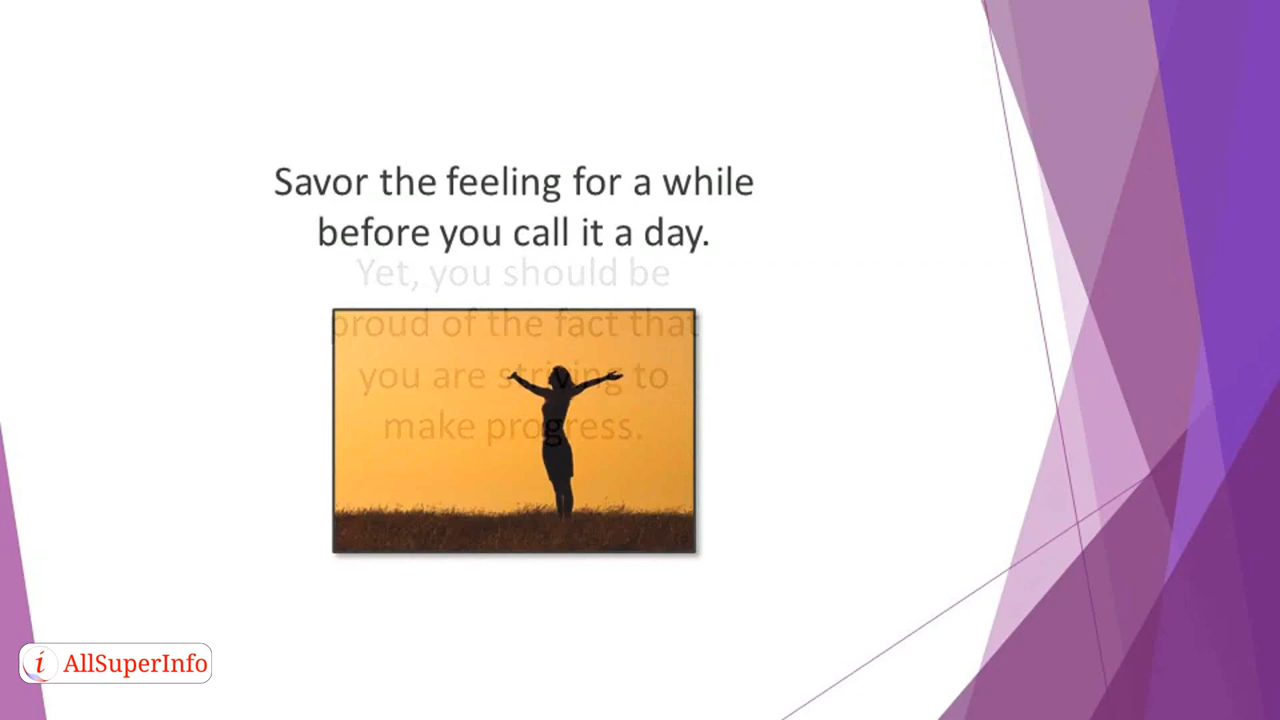 Savor the feeling for a while
before you call it a day.
Yet, you should be
proud of the fact that
you are striving to
make progress.
i AllSuperInfo